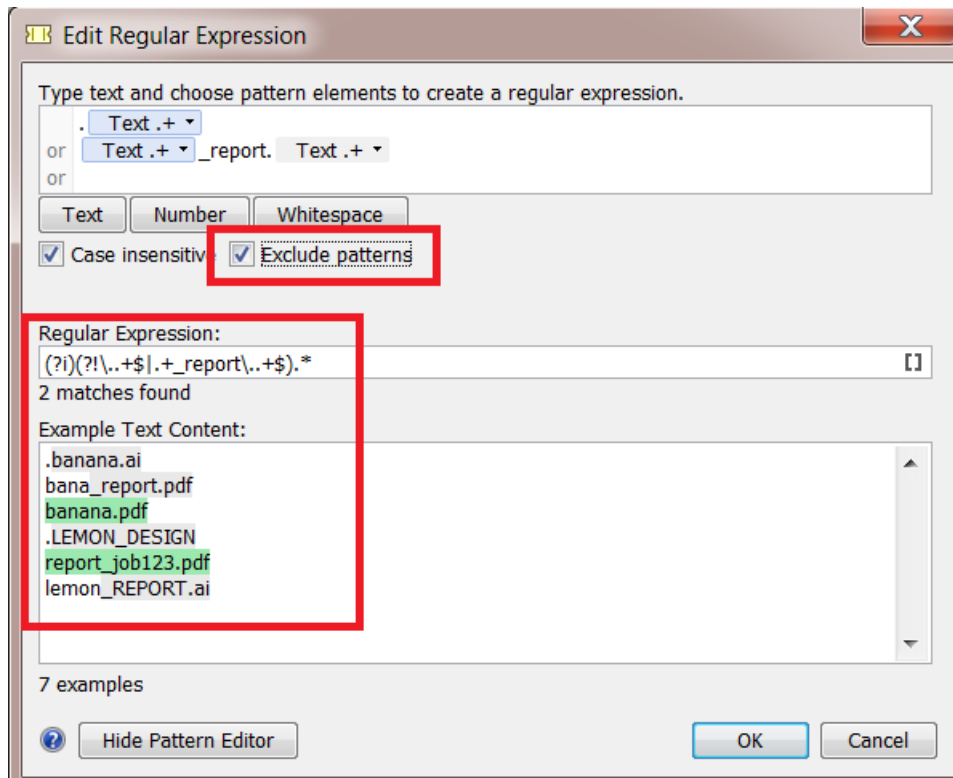 Edit Regular Expression
X
Type text and choose pattern elements to create a regular expression.
. Text .+
or Text .+ _report. Text .+
or
Text Number Whitespace
Case insensitive Exclude patterns
Regular Expression:
(?i)(?!\..+$|.+_report\..+$).*
2 matches found
Example Text Content:
.banana.ai
bana_report.pdf
banana.pdf
.LEMON_DESIGN
report_job123.pdf
lemon_REPORT.ai
7 examples
? Hide Pattern Editor OK Cancel